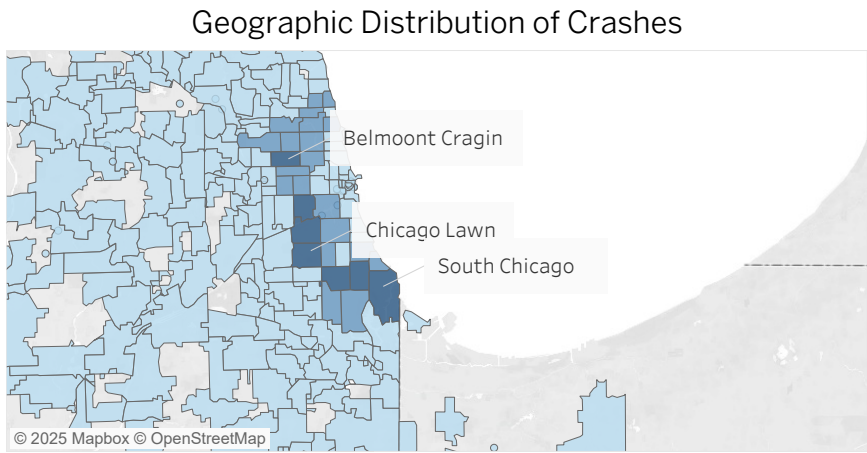 Geographic Distribution of Crashes
Belmoont Cragin
Chicago Lawn
South Chicago
© 2025 Mapbox © OpenStreetMap